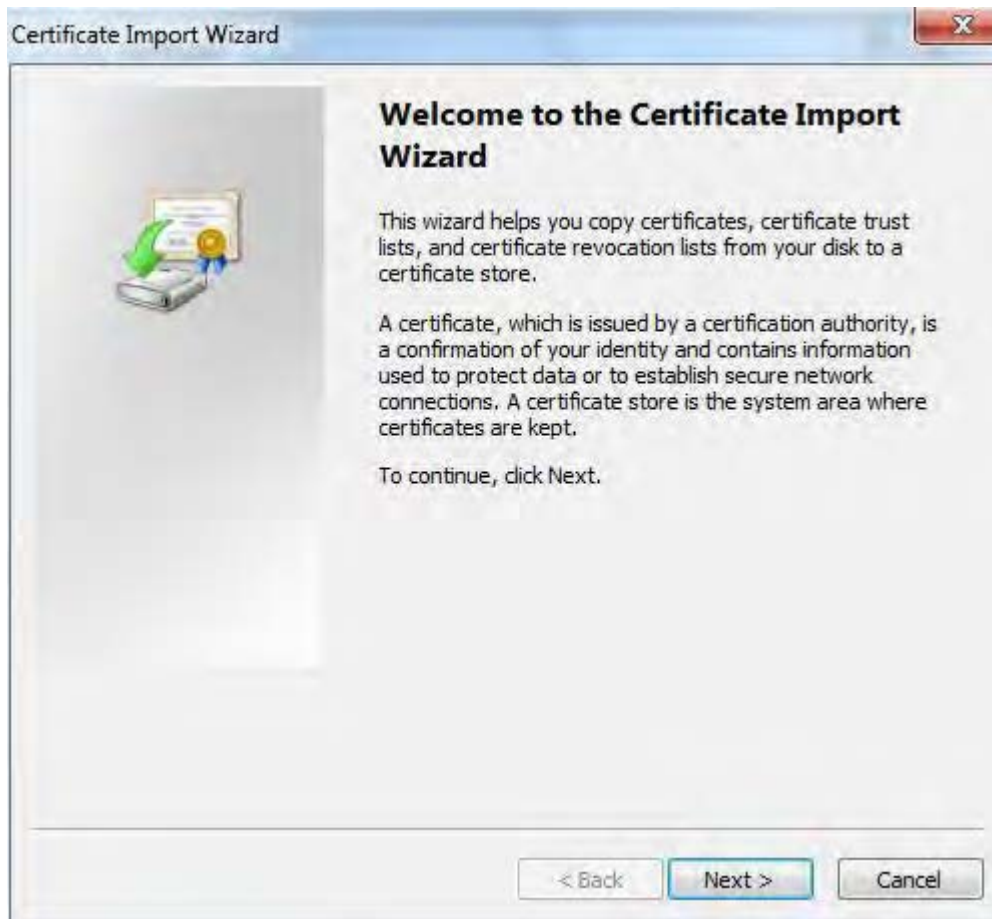 Certificate Import Wizard
X
Welcome to the Certificate Import
Wizard
This wizard helps you copy certificates, certificate trust
lists, and certificate revocation lists from your disk to a
certificate store.
A certificate, which is issued by a certification authority, is
a confirmation of your identity and contains information
used to protect data or to establish secure network
connections. A certificate store is the system area where
certificates are kept.
To continue, click Next.
< Back
Next >
Cancel